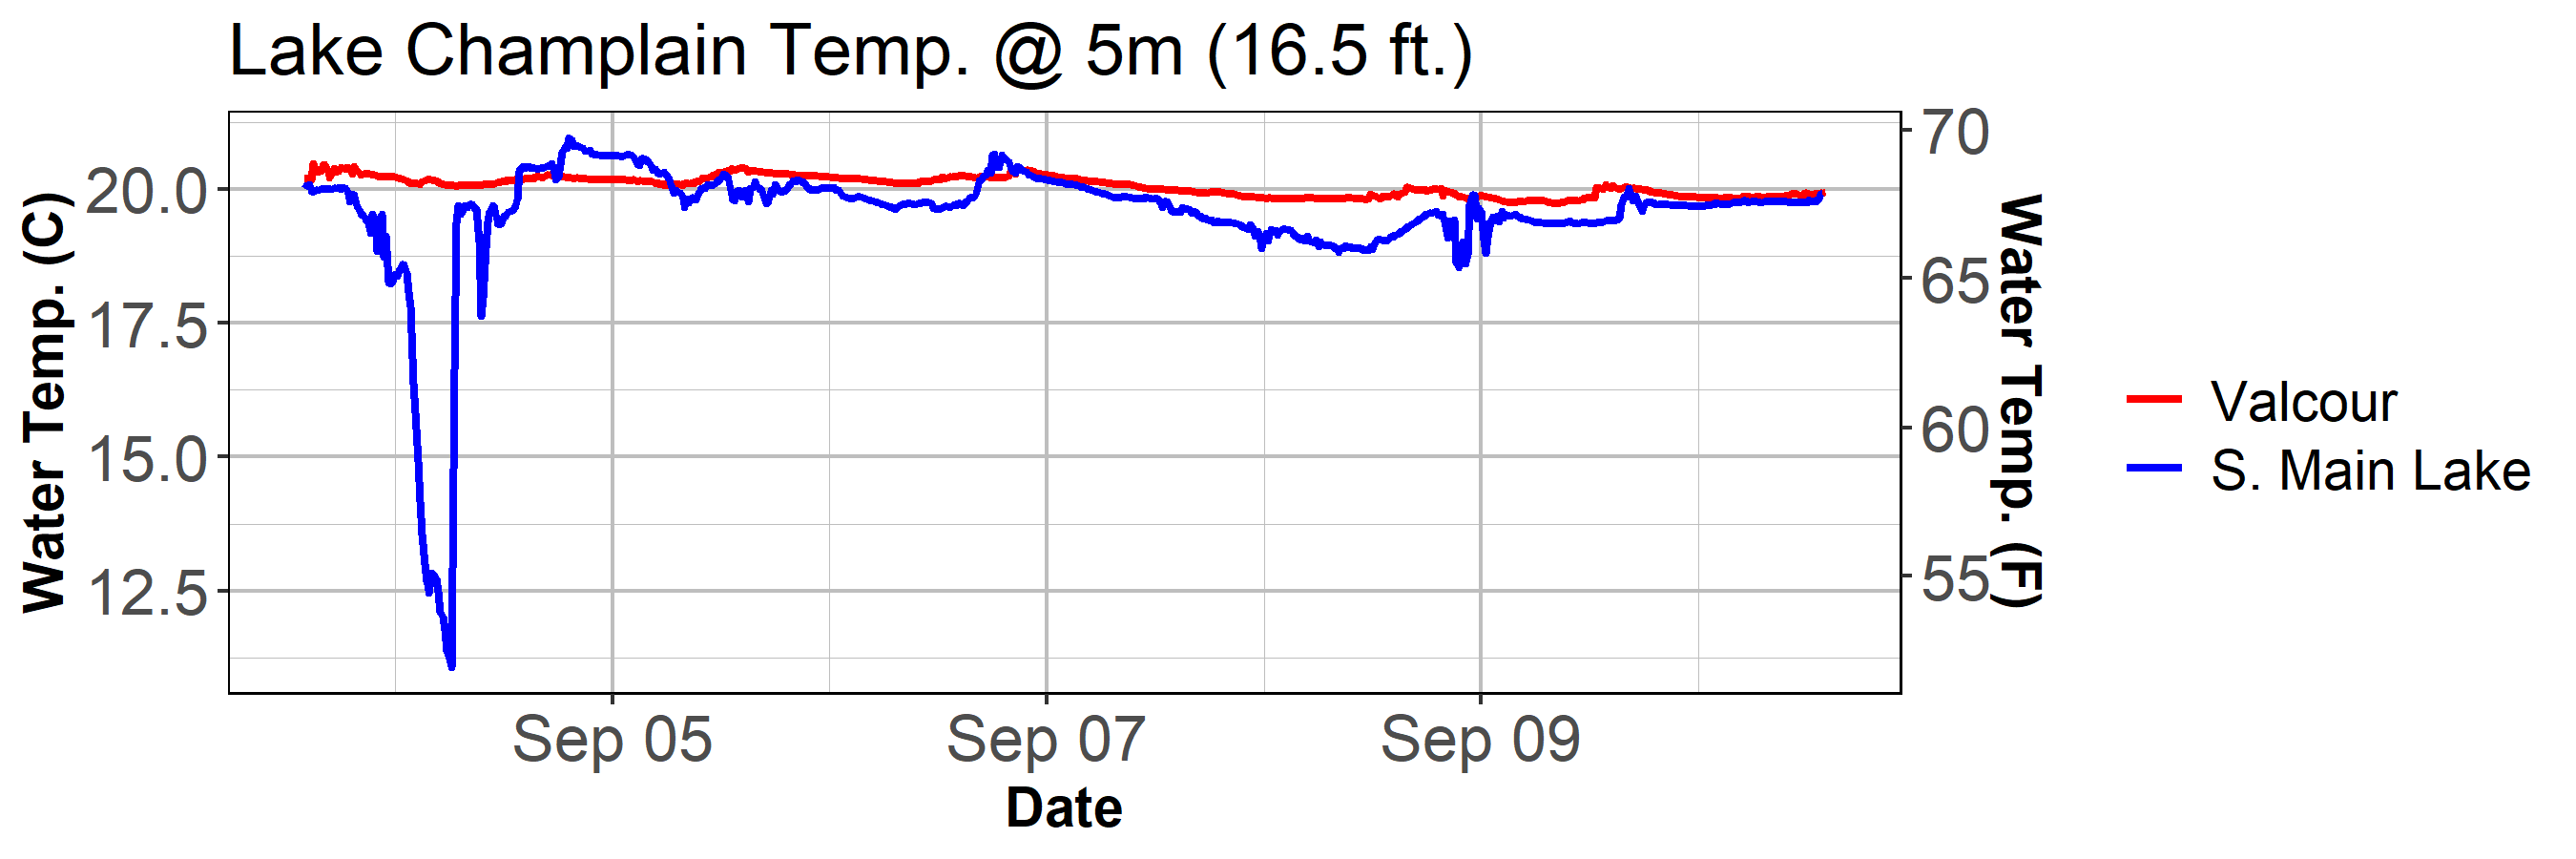 Lake Champlain Temp. @ 5m (16.5 ft.)
Water Temp. (C)
20.0
17.5
15.0
12.5
70
65
60
55
Water Temp. (F)
Sep 05
Sep 07
Sep 09
Date
Valcour
S. Main Lake